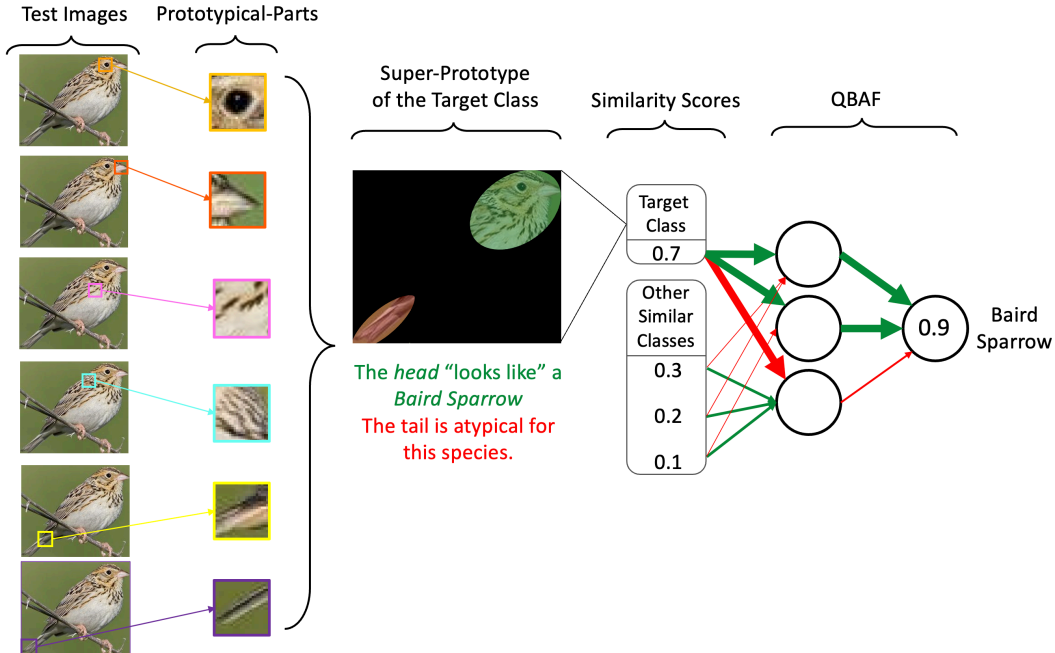 Test Images
Prototypical-Parts
Super-Prototype
of the Target Class
Similarity Scores
QBAF
Target
Class
0.7
Other
Similar
Classes
0.3
0.2
0.1
0.9
Baird
Sparrow
The head “looks like” a
Baird Sparrow
The tail is atypical for
this species.